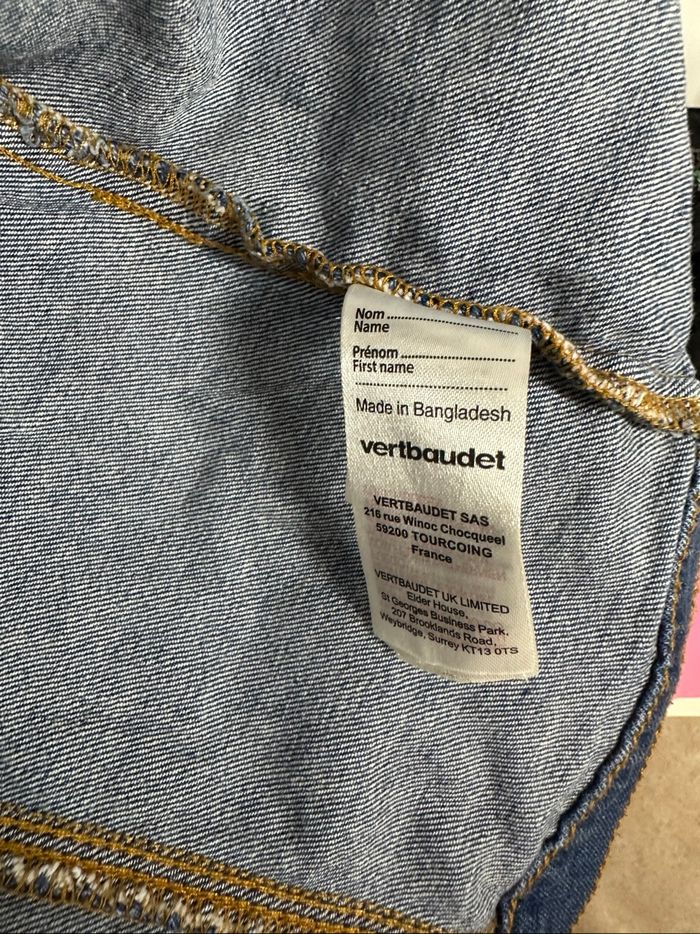 Nom
Name
Prénom
First name
Made in Bangladesh
vertbaudet
VERTBAUDET SAS
216 rue Winoc Chocqueel
59200 TOURCOING
France
VERTBAUDET UK LIMITED
Elder House,
St Georges Business Park,
207 Brooklands Road,
Weybridge, Surrey KT13 0TS